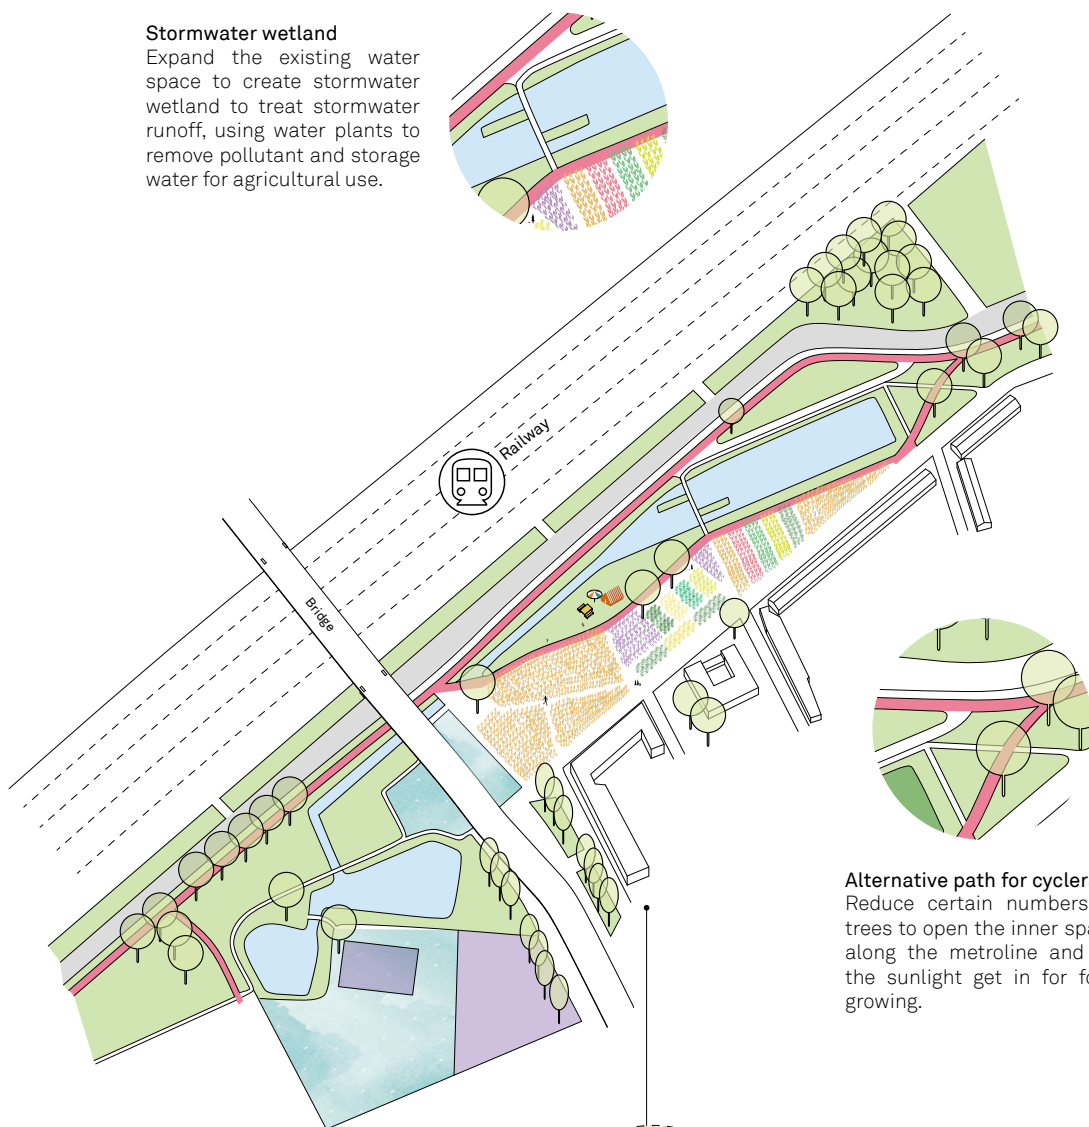 Stormwater wetland
Expand the existing water
space to create stormwater
wetland to treat stormwater
runoff, using water plants to
remove pollutant and storage
water for agricultural use.
Railway
Bridge
Alternative path for cycler
Reduce certain numbers
trees to open the inner spa
along the metroline and
the sunlight get in for fo
growing.